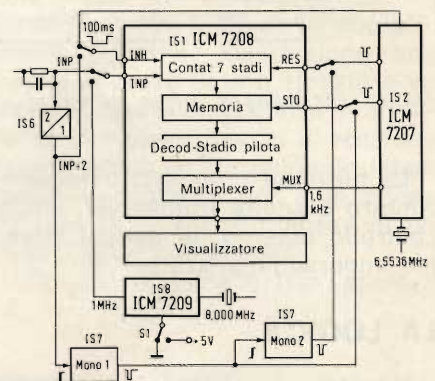 100ms
IS1 ICM 7208
INH
Contat 7 stadi
RES
INP
INP
Memoria
STO
IS2
ICM
7207
IS6
2/1
Decod-Stadio pilota
INP÷2
Multiplexer
MUX
1,6
kHz
Visualizzatore
6,5536 MHz
1MHz
IS8
ICM 7209
8,000 MHz
S1
+5V
IS7
Mono 1
IS7
Mono 2
LOG